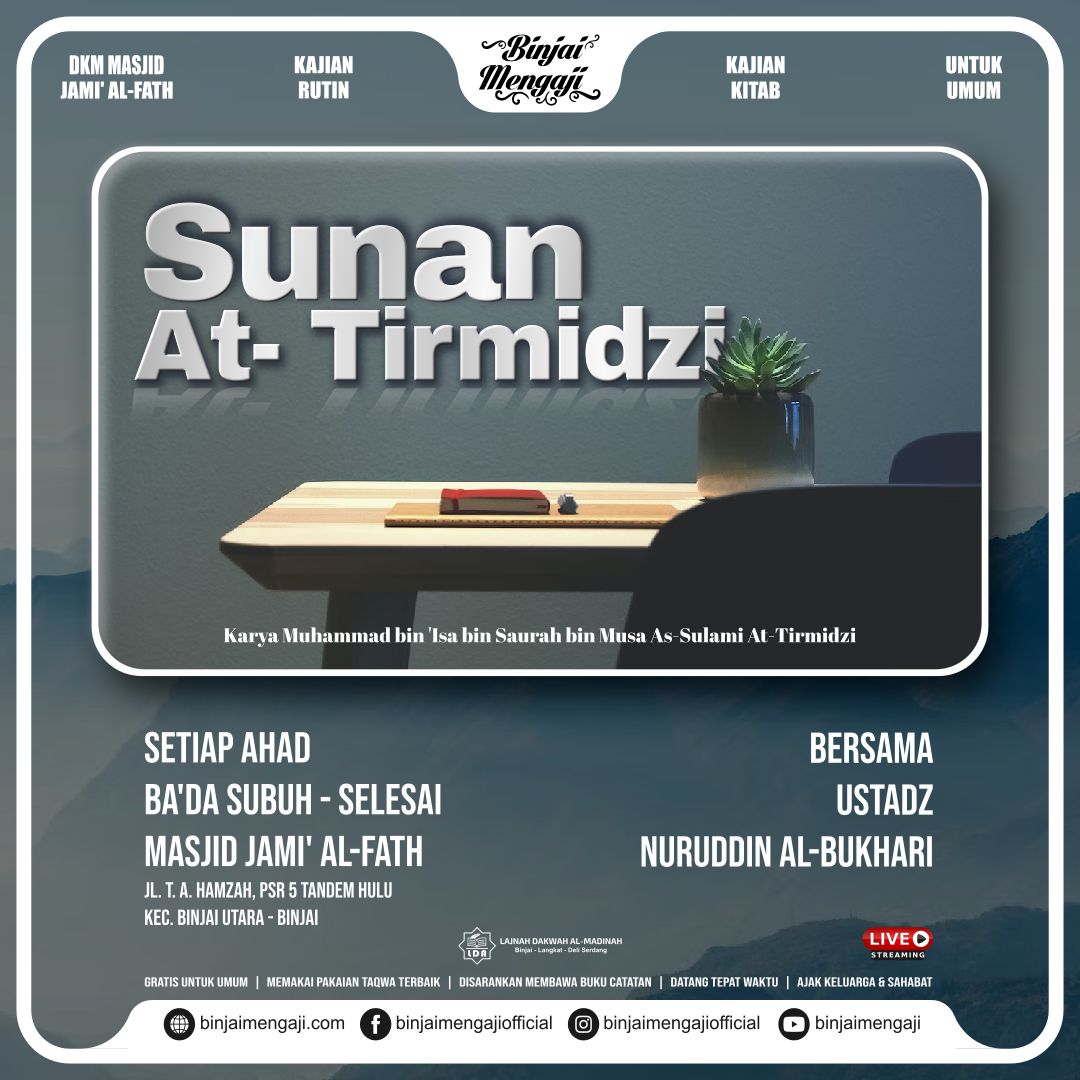 DKM MASJID
JAMI' AL-FATH
KAJIAN
RUTIN
Binjai
Mengaji
KAJIAN
KITAB
UNTUK
UMUM
Sunan
At- Tirmidzi
Karya Muhammad bin 'Isa bin Saurah bin Musa As-Sulami At-Tirmidzi
SETIAP AHAD
BA'DA SUBUH - SELESAI
MASJID JAMI' AL-FATH
JL. T. A. HAMZAH, PSR 5 TANDEM HULU
KEC. BINJAI UTARA - BINJAI
BERSAMA
USTADZ
NURUDDIN AL-BUKHARI
LDA
LAJNAH DAKWAH AL-MADINAH
Binjai - Langkat - Deli Serdang
LIVE
STREAMING
GRATIS UNTUK UMUM | MEMAKAI PAKAIAN TAQWA TERBAIK | DISARANKAN MEMBAWA BUKU CATATAN | DATANG TEPAT WAKTU | AJAK KELUARGA & SAHABAT
binjaimengaji.com binjaimengajiofficial binjaimengajiofficial binjaimengaji